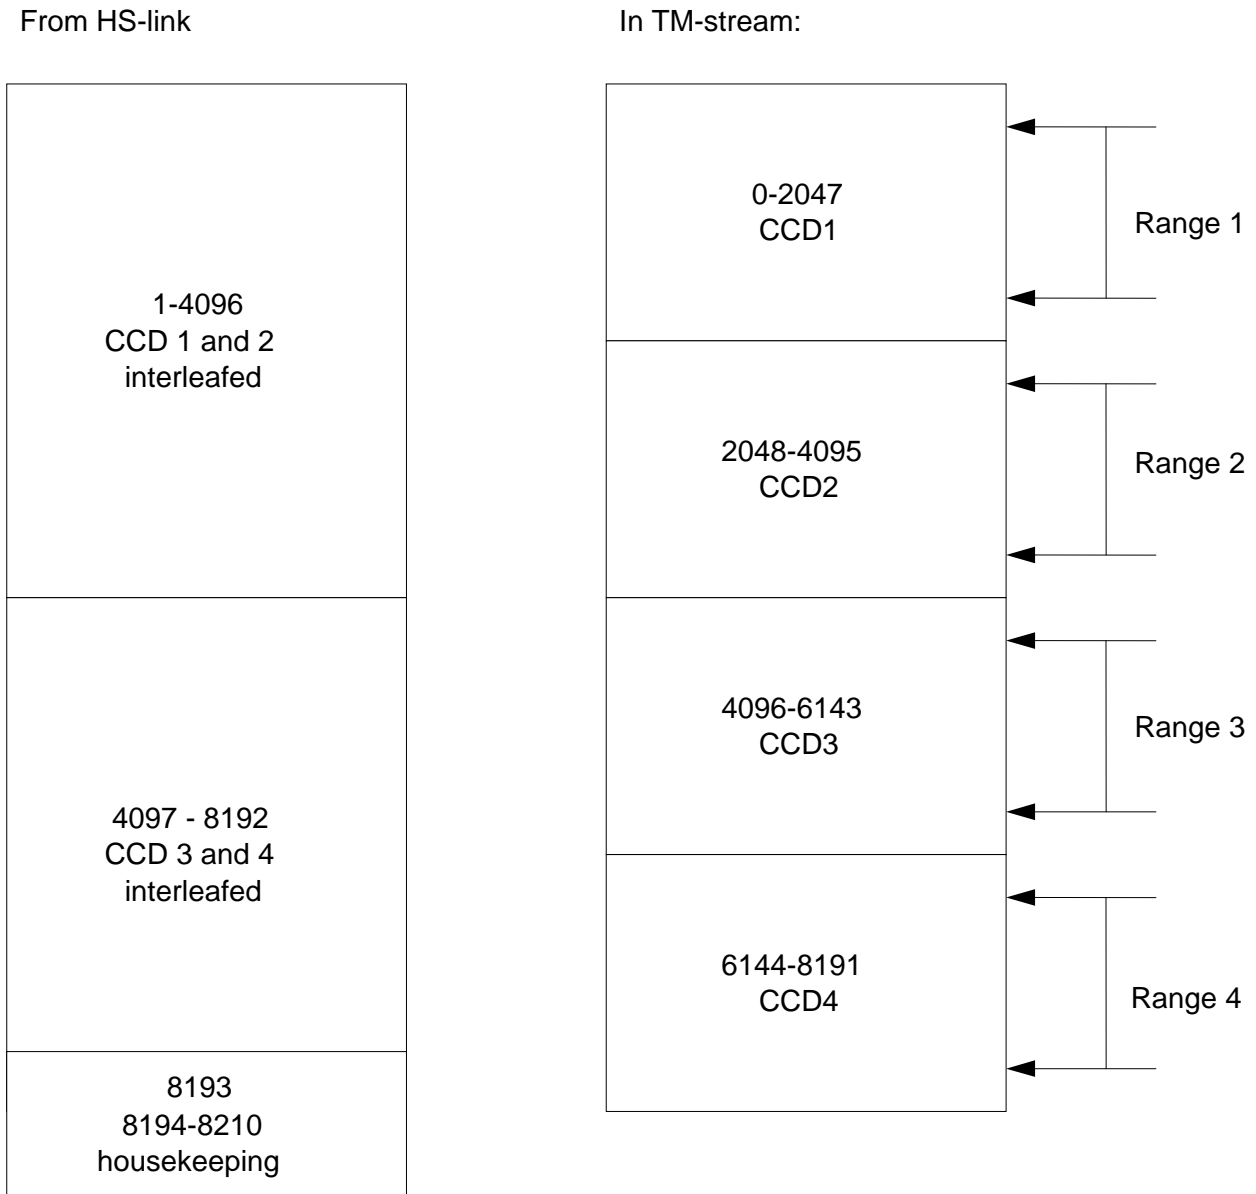 From HS-link
1-4096
CCD 1 and 2
interleafed
4097 - 8192
CCD 3 and 4
interleafed
8193
8194-8210
housekeeping
In TM-stream:
0-2047
CCD1
Range 1
2048-4095
CCD2
Range 2
4096-6143
CCD3
Range 3
6144-8191
CCD4
Range 4